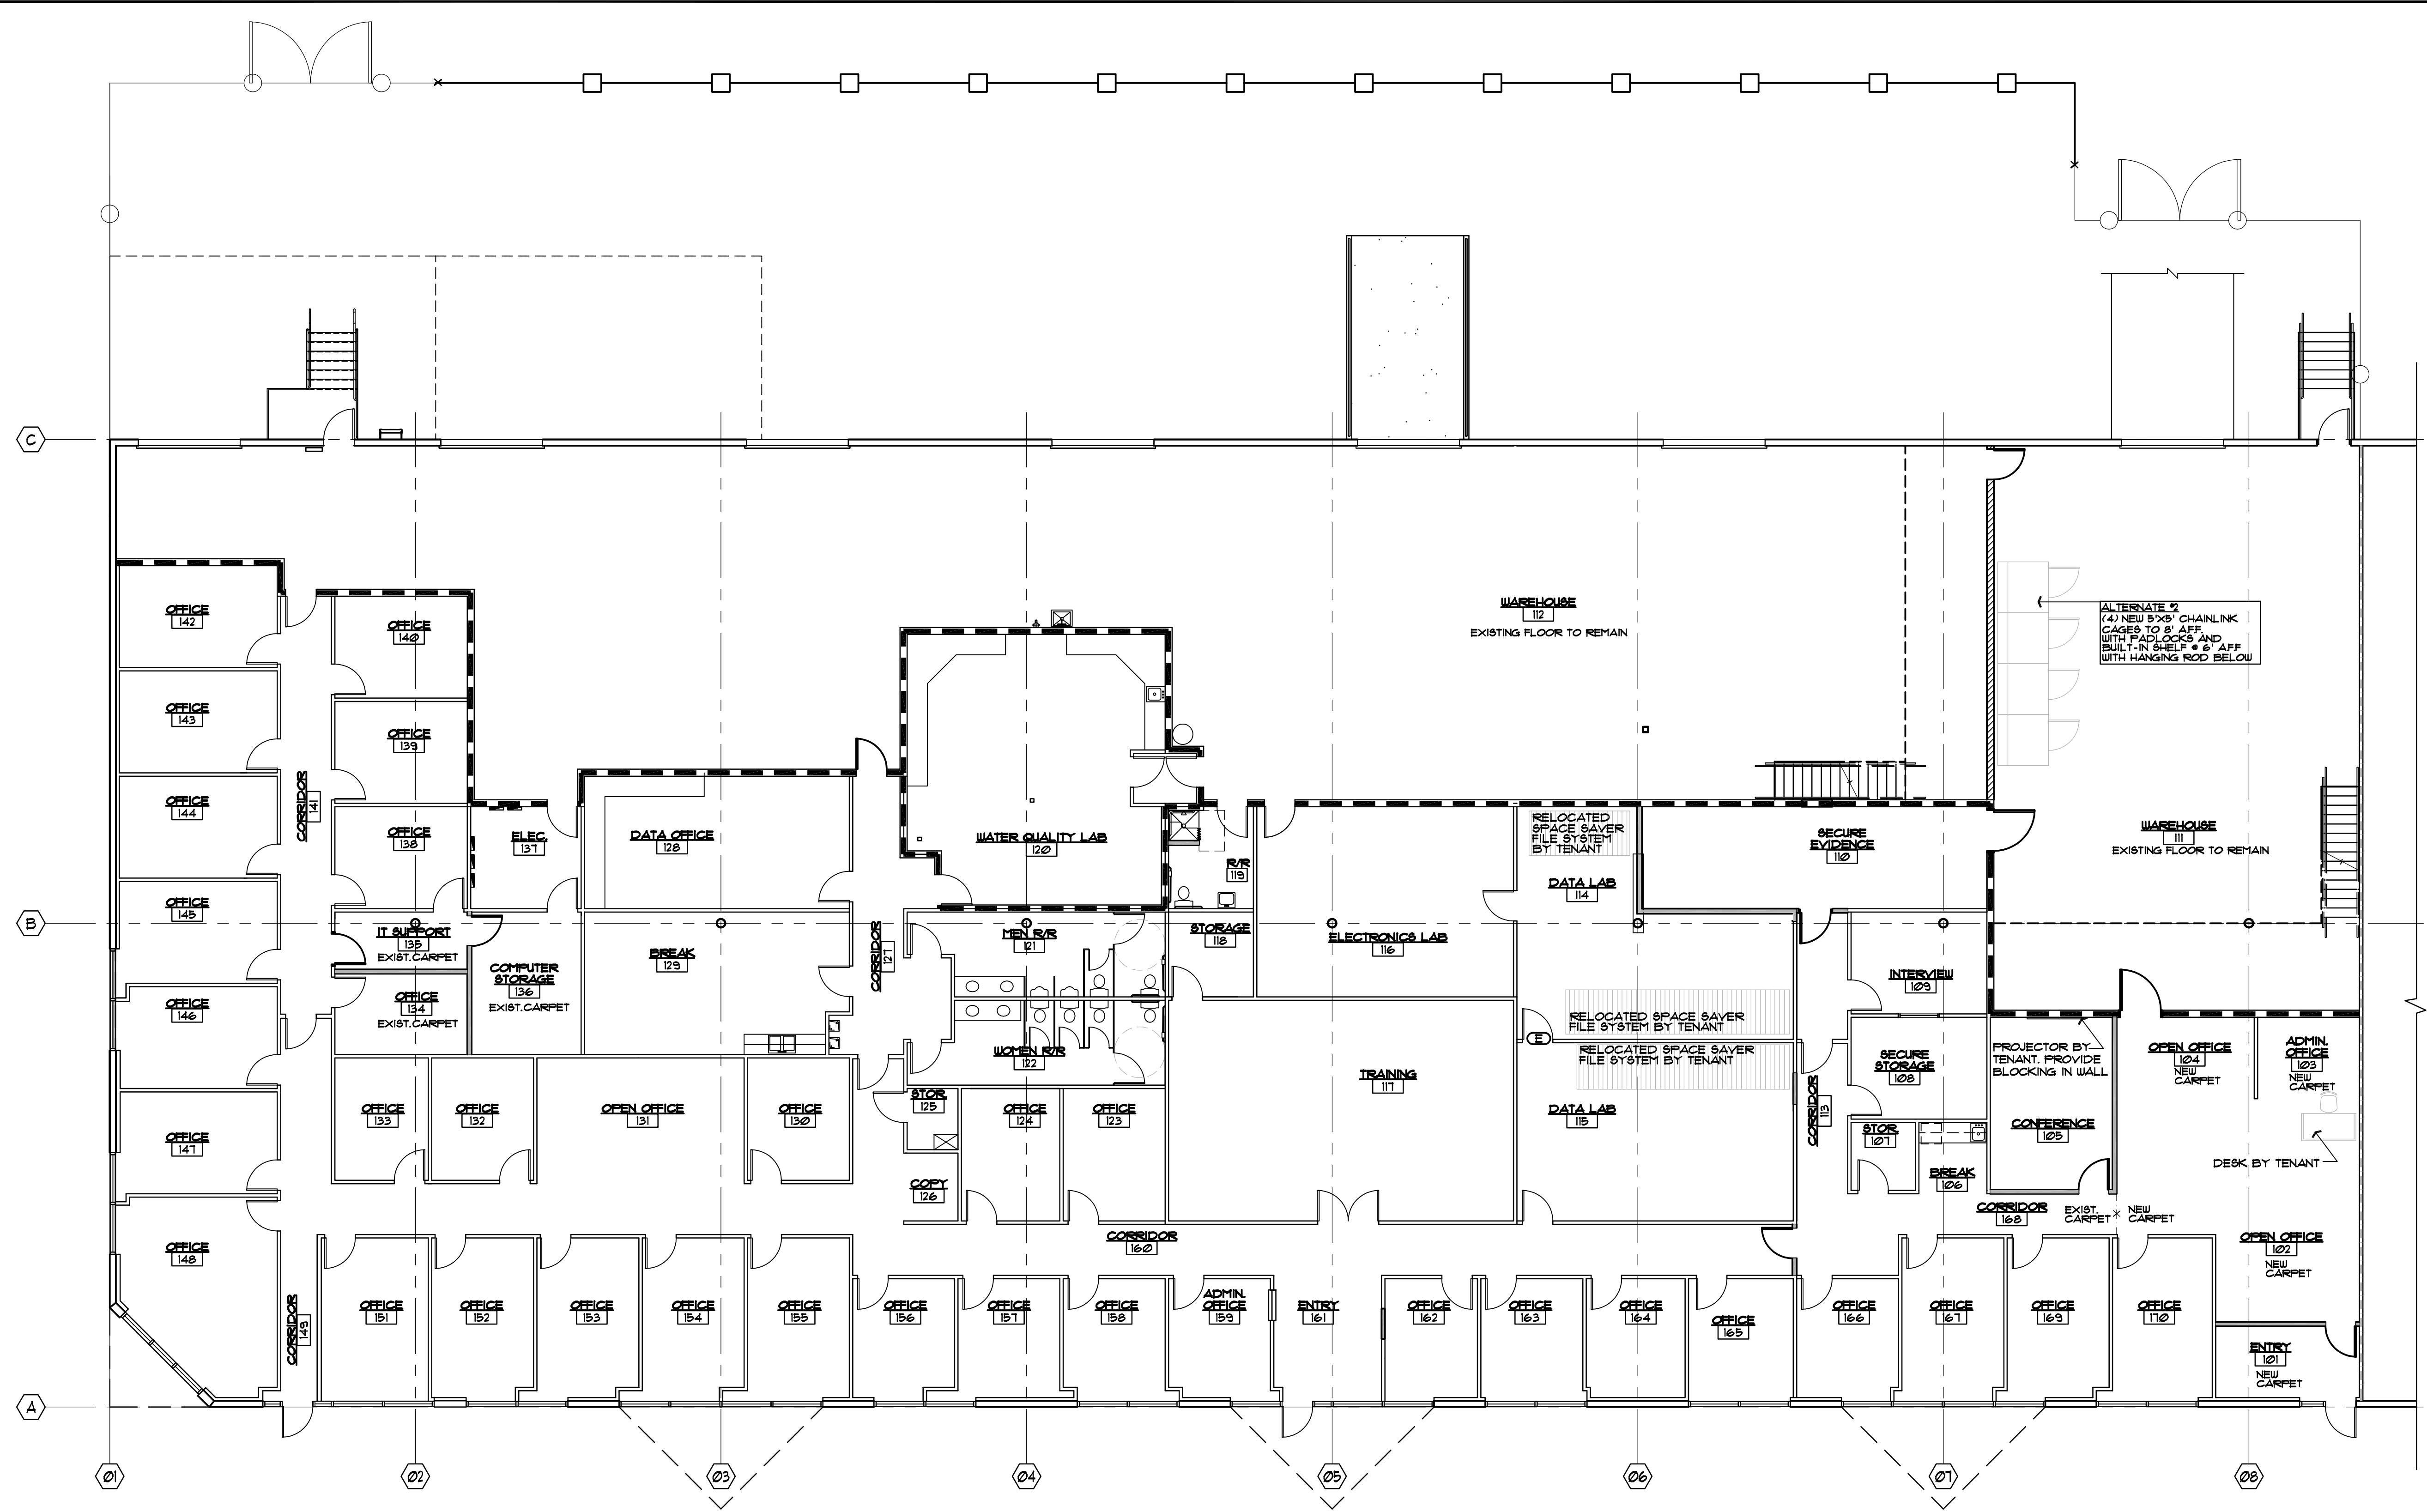 C
OFFICE
142
OFFICE
140
WAREHOUSE
112
EXISTING FLOOR TO REMAIN
ALTERNATE #2
(4) NEW 5'X5' CHAINLINK
CAGES TO 8' AFF.
WITH PADLOCKS AND
BUILT-IN SHELF @ 6' AFF
WITH HANGING ROD BELOW
OFFICE
143
OFFICE
139
CORRIDOR
141
OFFICE
144
OFFICE
138
ELEC.
137
DATA OFFICE
128
WATER QUALITY LAB
120
R/R
119
RELOCATED
SPACE SAVER
FILE SYSTEM
BY TENANT
DATA LAB
114
SECURE
EVIDENCE
110
WAREHOUSE
111
EXISTING FLOOR TO REMAIN
B
OFFICE
145
IT SUPPORT
135
EXIST.CARPET
BREAK
129
CORRIDOR
127
MEN R/R
121
STORAGE
118
ELECTRONICS LAB
116
COMPUTER
STORAGE
136
EXIST.CARPET
INTERVIEW
109
OFFICE
146
OFFICE
134
EXIST.CARPET
WOMEN R/R
122
RELOCATED SPACE SAVER
FILE SYSTEM BY TENANT
E
RELOCATED SPACE SAVER
FILE SYSTEM BY TENANT
SECURE
STORAGE
108
PROJECTOR BY
TENANT. PROVIDE
BLOCKING IN WALL
OPEN OFFICE
104
NEW
CARPET
ADMIN.
OFFICE
103
NEW
CARPET
OFFICE
147
OFFICE
133
OFFICE
132
OPEN OFFICE
131
OFFICE
130
STOR.
125
OFFICE
124
OFFICE
123
TRAINING
117
DATA LAB
115
CORRIDOR
113
STOR.
107
CONFERENCE
105
DESK BY TENANT
COPY
126
BREAK
106
CORRIDOR
168
EXIST.
CARPET
NEW
CARPET
OFFICE
148
CORRIDOR
160
OPEN OFFICE
102
NEW
CARPET
CORRIDOR
149
OFFICE
151
OFFICE
152
OFFICE
153
OFFICE
154
OFFICE
155
OFFICE
156
OFFICE
157
OFFICE
158
ADMIN.
OFFICE
159
ENTRY
161
OFFICE
162
OFFICE
163
OFFICE
164
OFFICE
165
OFFICE
166
OFFICE
167
OFFICE
169
OFFICE
170
ENTRY
101
NEW
CARPET
A
01
02
03
04
05
06
07
08